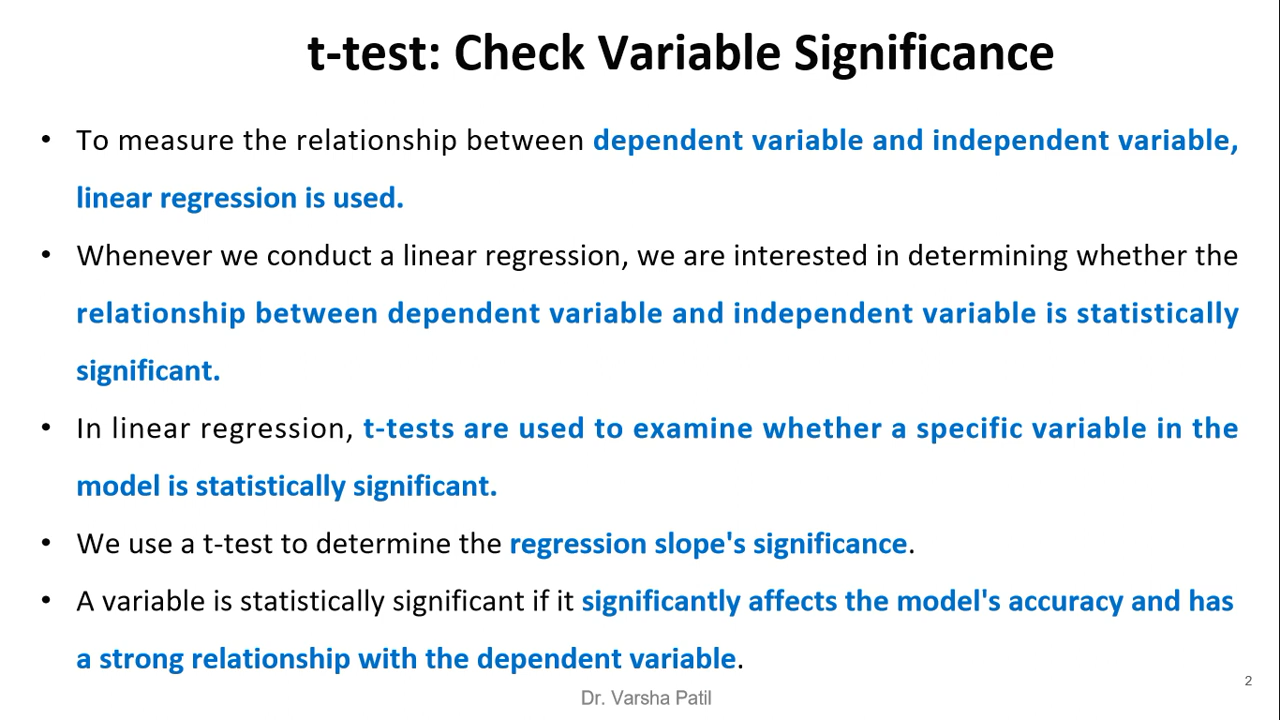 t-test: Check Variable Significance
• To measure the relationship between dependent variable and independent variable,
linear regression is used.
• Whenever we conduct a linear regression, we are interested in determining whether the
relationship between dependent variable and independent variable is statistically
significant.
• In linear regression, t-tests are used to examine whether a specific variable in the
model is statistically significant.
• We use a t-test to determine the regression slope's significance.
• A variable is statistically significant if it significantly affects the model's accuracy and has
a strong relationship with the dependent variable.
2
Dr. Varsha Patil